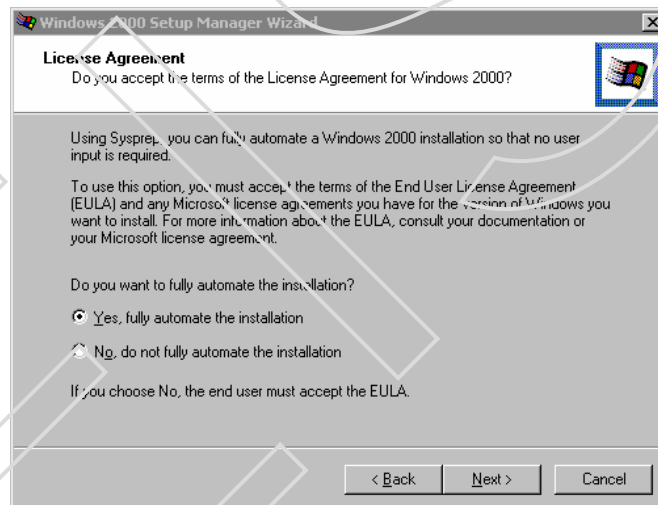 Windows 2000 Setup Manager Wizard
License Agreement
Do you accept the terms of the License Agreement for Windows 2000?
Using Sysprep, you can fully automate a Windows 2000 installation so that no user
input is required.
To use this option, you must accept the terms of the End User License Agreement
(EULA) and any Microsoft license agreements you have for the version of Windows you
want to install. For more information about the EULA, consult your documentation or
your Microsoft license agreement.
Do you want to fully automate the installation?
Yes, fully automate the installation
No, do not fully automate the installation
If you choose No, the end user must accept the EULA.
< Back Next > Cancel